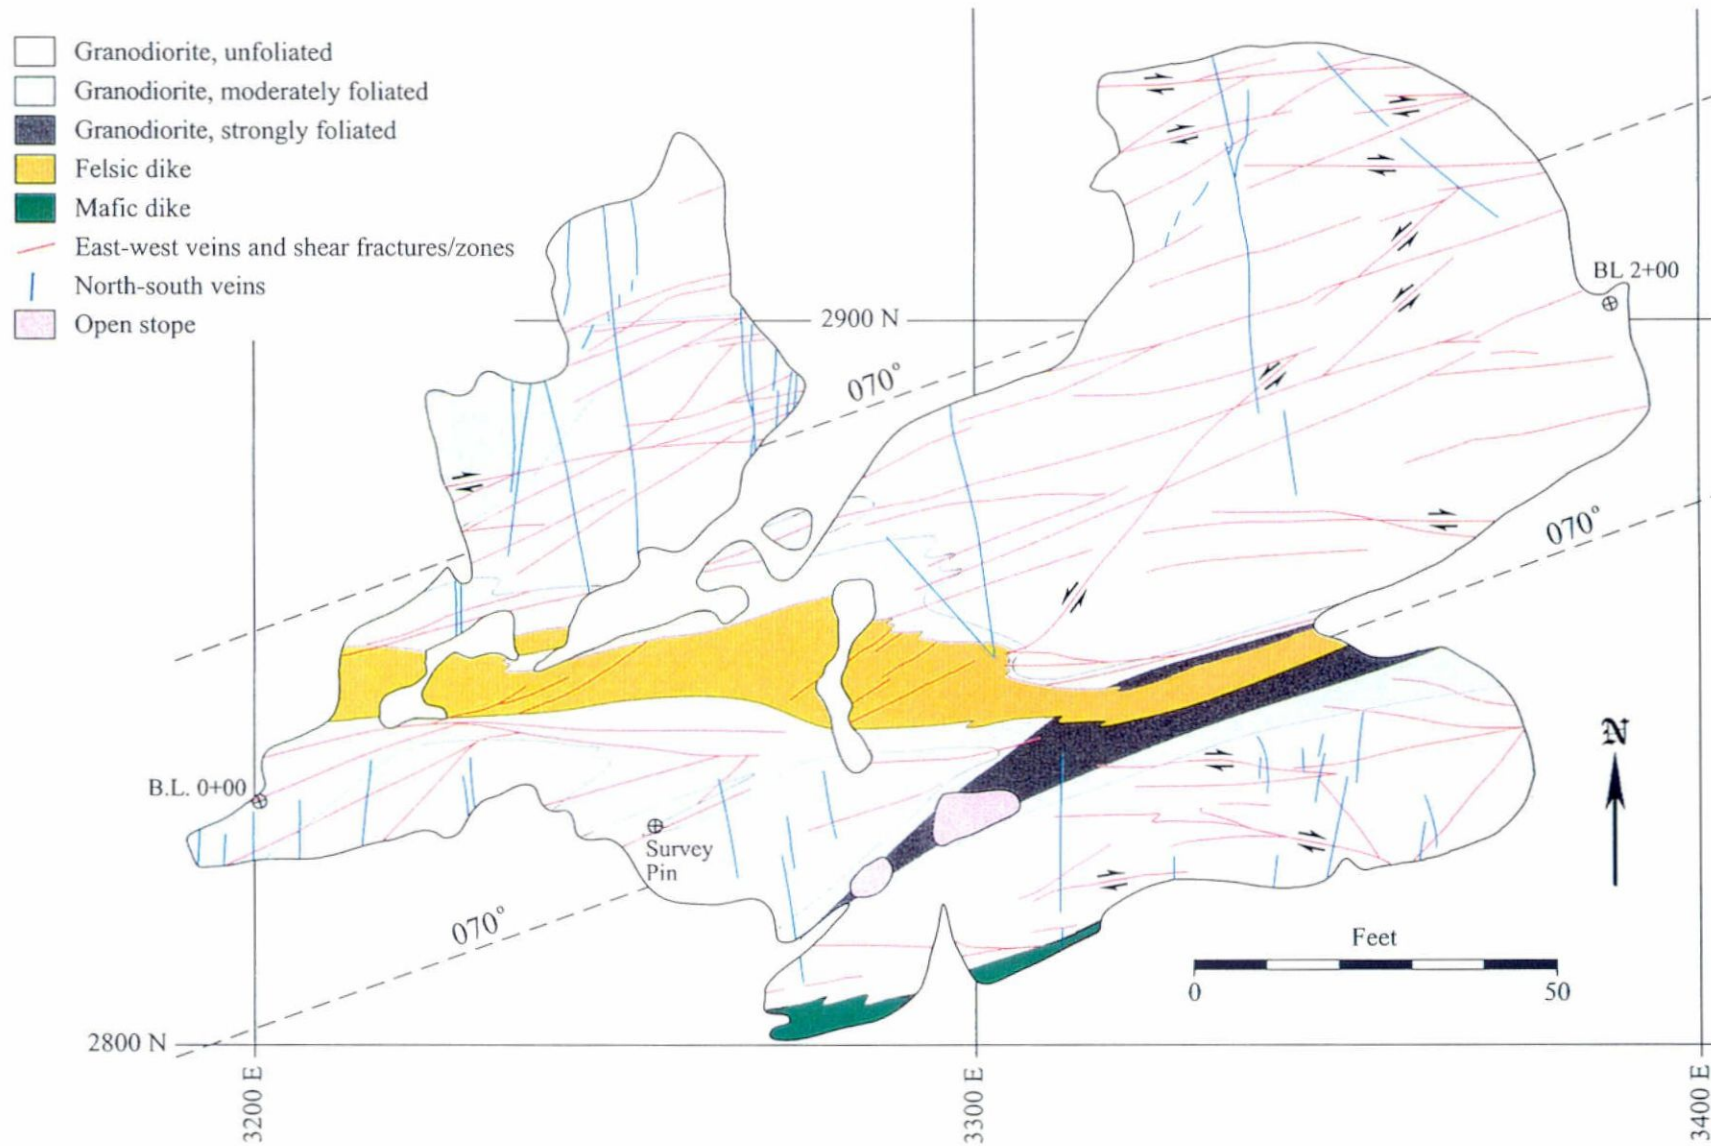 Granodiorite, unfoliated
Granodiorite, moderately foliated
Granodiorite, strongly foliated
Felsic dike
Mafic dike
East-west veins and shear fractures/zones
North-south veins
Open stope
BL 2+00
2900 N
070°
070°
B.L. 0+00
Survey
Pin
070°
N
Feet
0
50
2800 N
3200 E
3300 E
3400 E